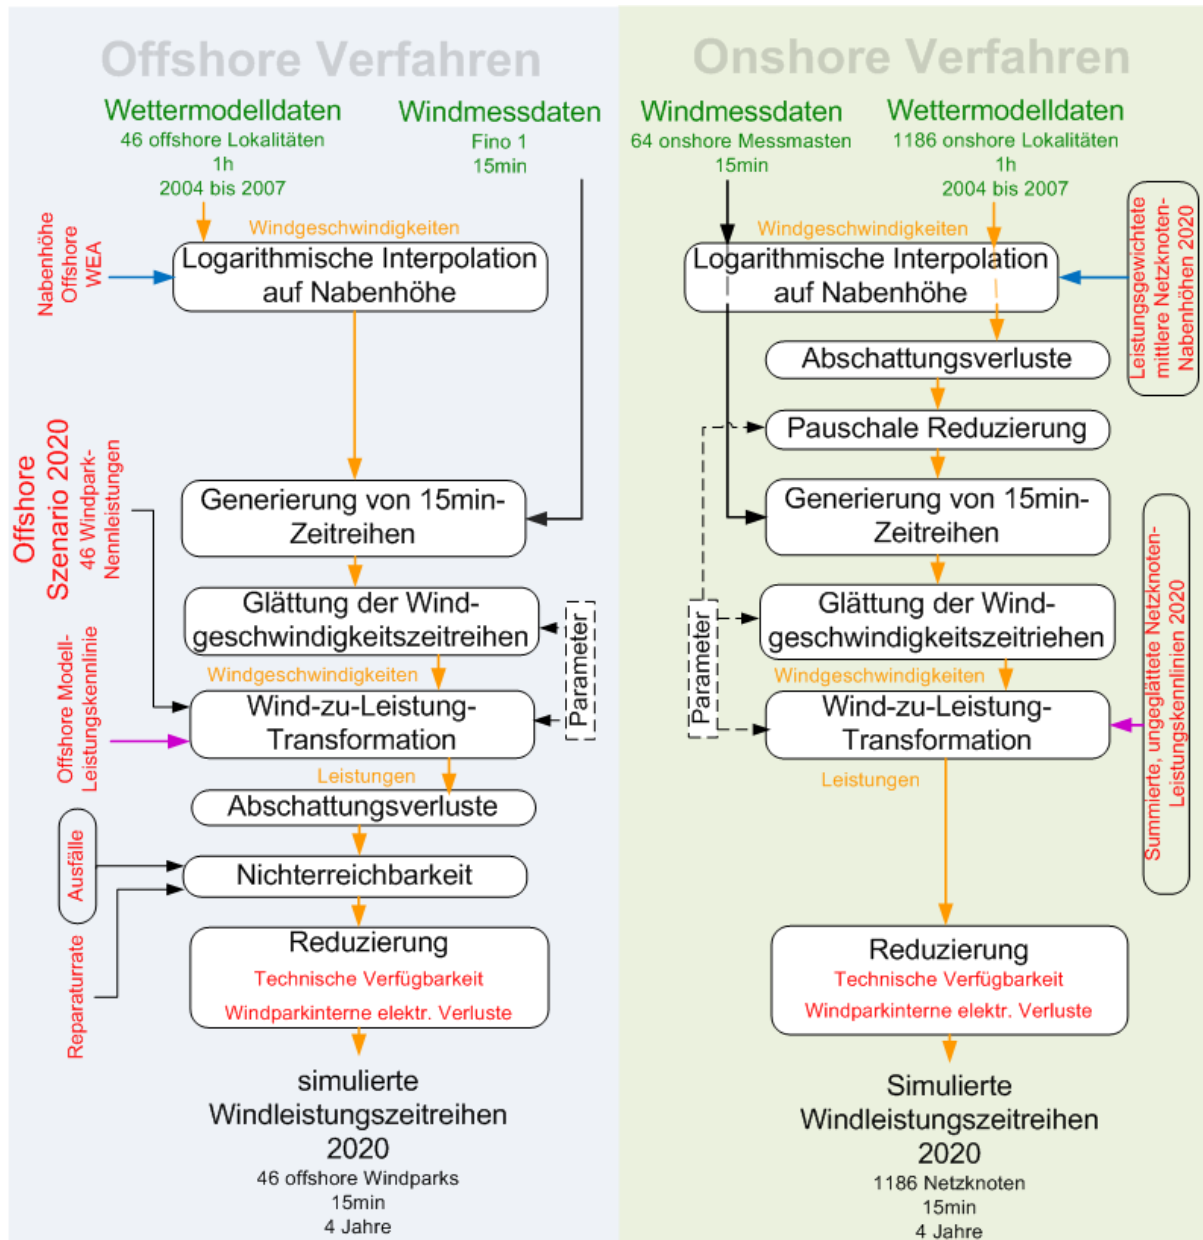 Offshore Verfahren
Wettermodelldaten
46 offshore Lokalitäten
1h
2004 bis 2007
Windmessdaten
Fino 1
15min
Windgeschwindigkeiten
Nabenhöhe
Offshore
WEA
Logarithmische Interpolation
auf Nabenhöhe
Offshore
Szenario 2020
46 Windpark-
Nennleistungen
Generierung von 15min-
Zeitreihen
Glättung der Wind-
geschwindigkeitszeitreihen
Parameter
Windgeschwindigkeiten
Offshore Modell-
Leistungskennlinie
Wind-zu-Leistung-
Transformation
Leistungen
Abschattungsverluste
Ausfälle
Nichterreichbarkeit
Reparaturrate
Reduzierung
Technische Verfügbarkeit
Windparkinterne elektr. Verluste
simulierte
Windleistungszeitreihen
2020
46 offshore Windparks
15min
4 Jahre
Onshore Verfahren
Windmessdaten
64 onshore Messmasten
15min
Wettermodelldaten
1186 onshore Lokalitäten
1h
2004 bis 2007
Windgeschwindigkeiten
Logarithmische Interpolation
auf Nabenhöhe
Leistungsgewichtete
mittlere Netzknoten-
Nabenhöhen 2020
Abschattungsverluste
Pauschale Reduzierung
Generierung von 15min-
Zeitreihen
Glättung der Wind-
geschwindigkeitszeitriehen
Parameter
Windgeschwindigkeiten
Wind-zu-Leistung-
Transformation
Summierte, ungeglättete Netzknoten-
Leistungskennlinien 2020
Leistungen
Reduzierung
Technische Verfügbarkeit
Windparkinterne elektr. Verluste
Simulierte
Windleistungszeitreihen
2020
1186 Netzknoten
15min
4 Jahre